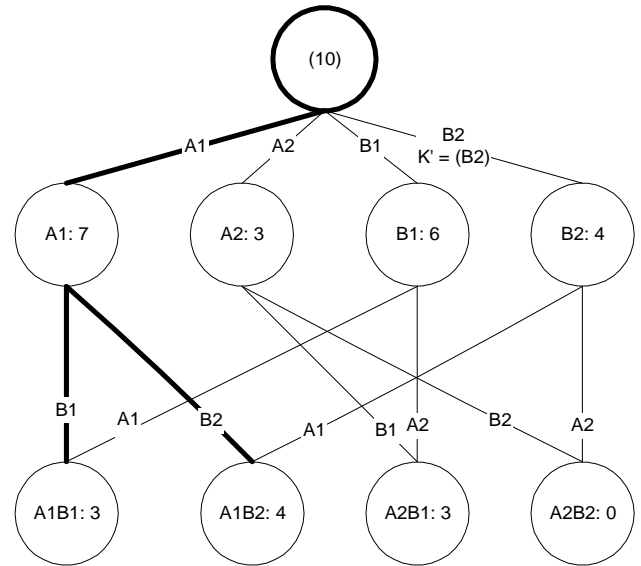 (10)
A1
A2
B1
B2
K' = (B2)
A1: 7
A2: 3
B1: 6
B2: 4
B1
A1
B2
A1
B1
A2
B2
A2
A1B1: 3
A1B2: 4
A2B1: 3
A2B2: 0